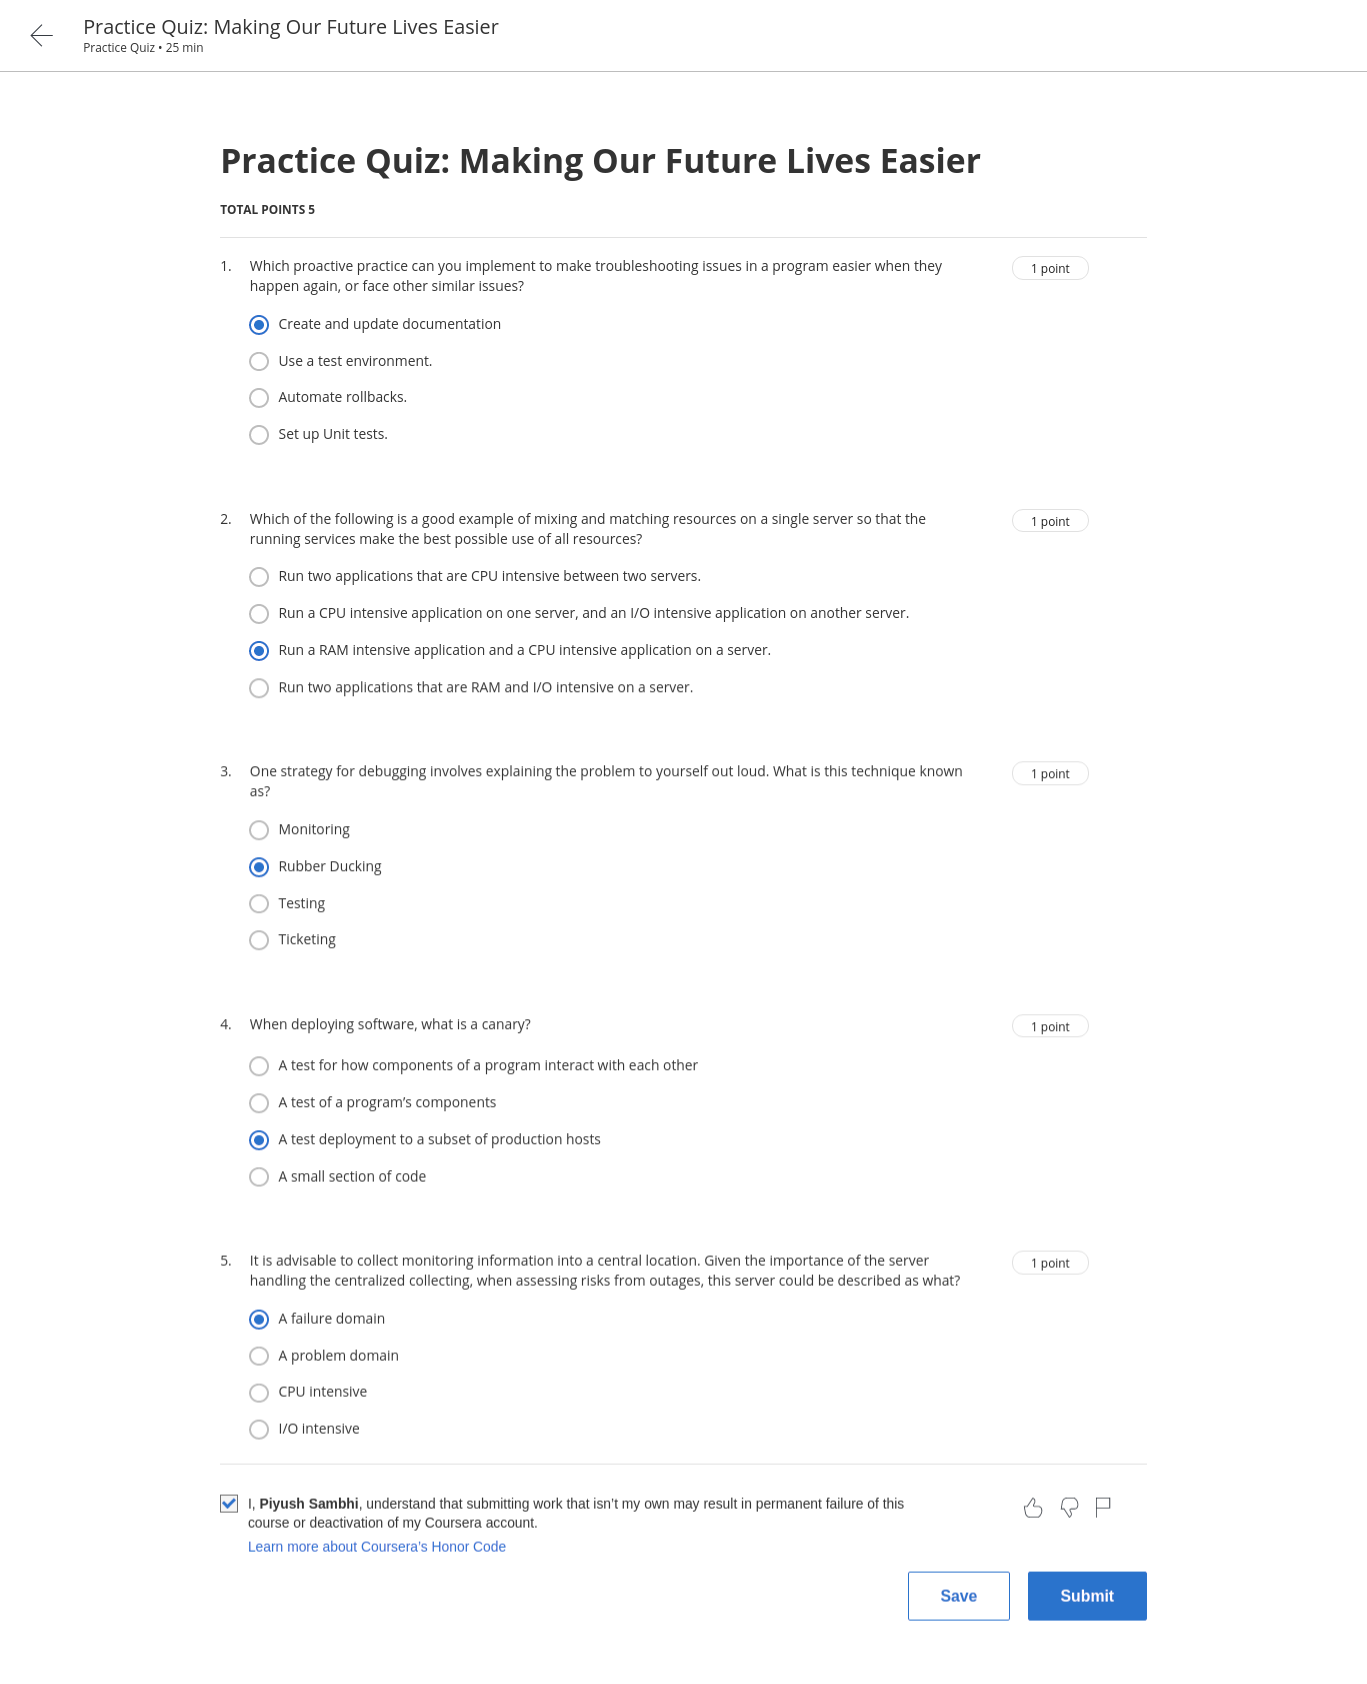 Practice Quiz: Making Our Future Lives Easier
Practice Quiz • 25 min
Practice Quiz: Making Our Future Lives Easier
TOTAL POINTS 5
1. Which proactive practice can you implement to make troubleshooting issues in a program easier when they
happen again, or face other similar issues?
1 point
Create and update documentation
Use a test environment.
Automate rollbacks.
Set up Unit tests.
2. Which of the following is a good example of mixing and matching resources on a single server so that the
running services make the best possible use of all resources?
1 point
Run two applications that are CPU intensive between two servers.
Run a CPU intensive application on one server, and an I/O intensive application on another server.
Run a RAM intensive application and a CPU intensive application on a server.
Run two applications that are RAM and I/O intensive on a server.
3. One strategy for debugging involves explaining the problem to yourself out loud. What is this technique known
as?
1 point
Monitoring
Rubber Ducking
Testing
Ticketing
4. When deploying software, what is a canary?
1 point
A test for how components of a program interact with each other
A test of a program’s components
A test deployment to a subset of production hosts
A small section of code
5. It is advisable to collect monitoring information into a central location. Given the importance of the server
handling the centralized collecting, when assessing risks from outages, this server could be described as what?
1 point
A failure domain
A problem domain
CPU intensive
I/O intensive
I, Piyush Sambhi, understand that submitting work that isn’t my own may result in permanent failure of this
course or deactivation of my Coursera account.
Learn more about Coursera’s Honor Code
Save
Submit